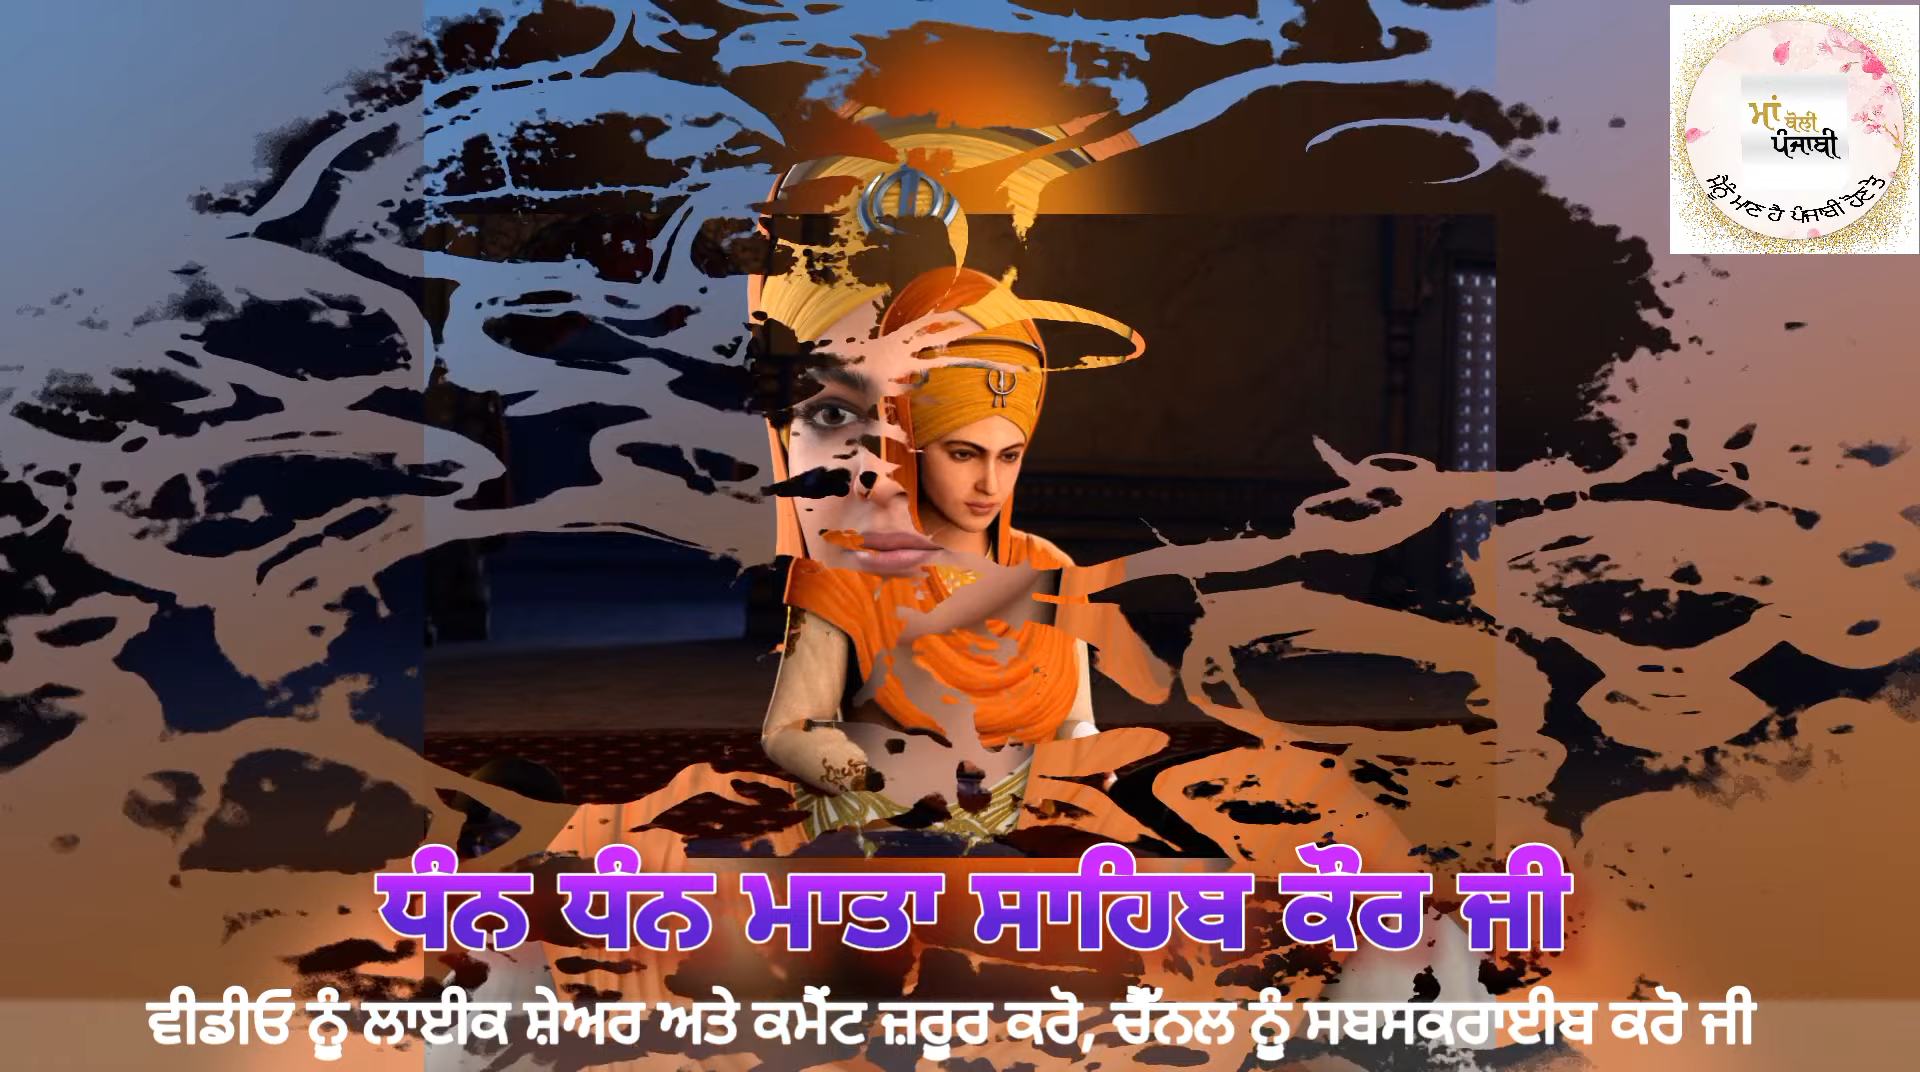 ਮਾਂ ਬੋਲੀ
ਪੰਜਾਬੀ
ਮੈਨੂੰ ਮਾਣ ਹੈ ਪੰਜਾਬੀ ਹੋਣ ਤੇ
ਧੰਨ ਧੰਨ ਮਾਤਾ ਸਾਹਿਬ ਕੌਰ ਜੀ
ਵੀਡੀਓ ਨੂੰ ਲਾਈਕ ਸ਼ੇਅਰ ਅਤੇ ਕਮੈਂਟ ਜ਼ਰੂਰ ਕਰੋ, ਚੈੱਨਲ ਨੂੰ ਸਬਸਕਰਾਈਬ ਕਰੋ ਜੀ